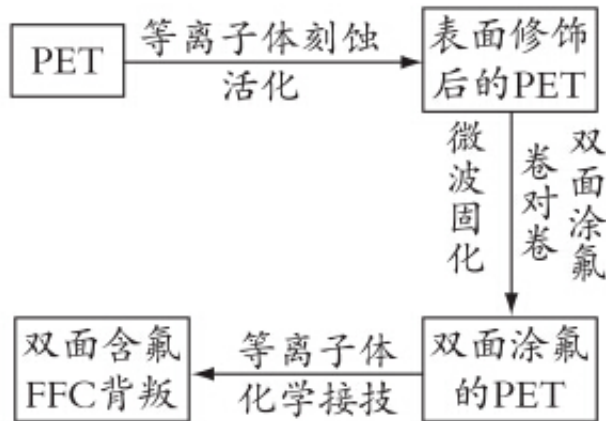 PET
等离子体刻蚀
活化
表面修饰
后的PET
微波固化
卷对卷
双面涂氟
双面涂氟
的PET
等离子体
化学接技
双面含氟
FFC背叛